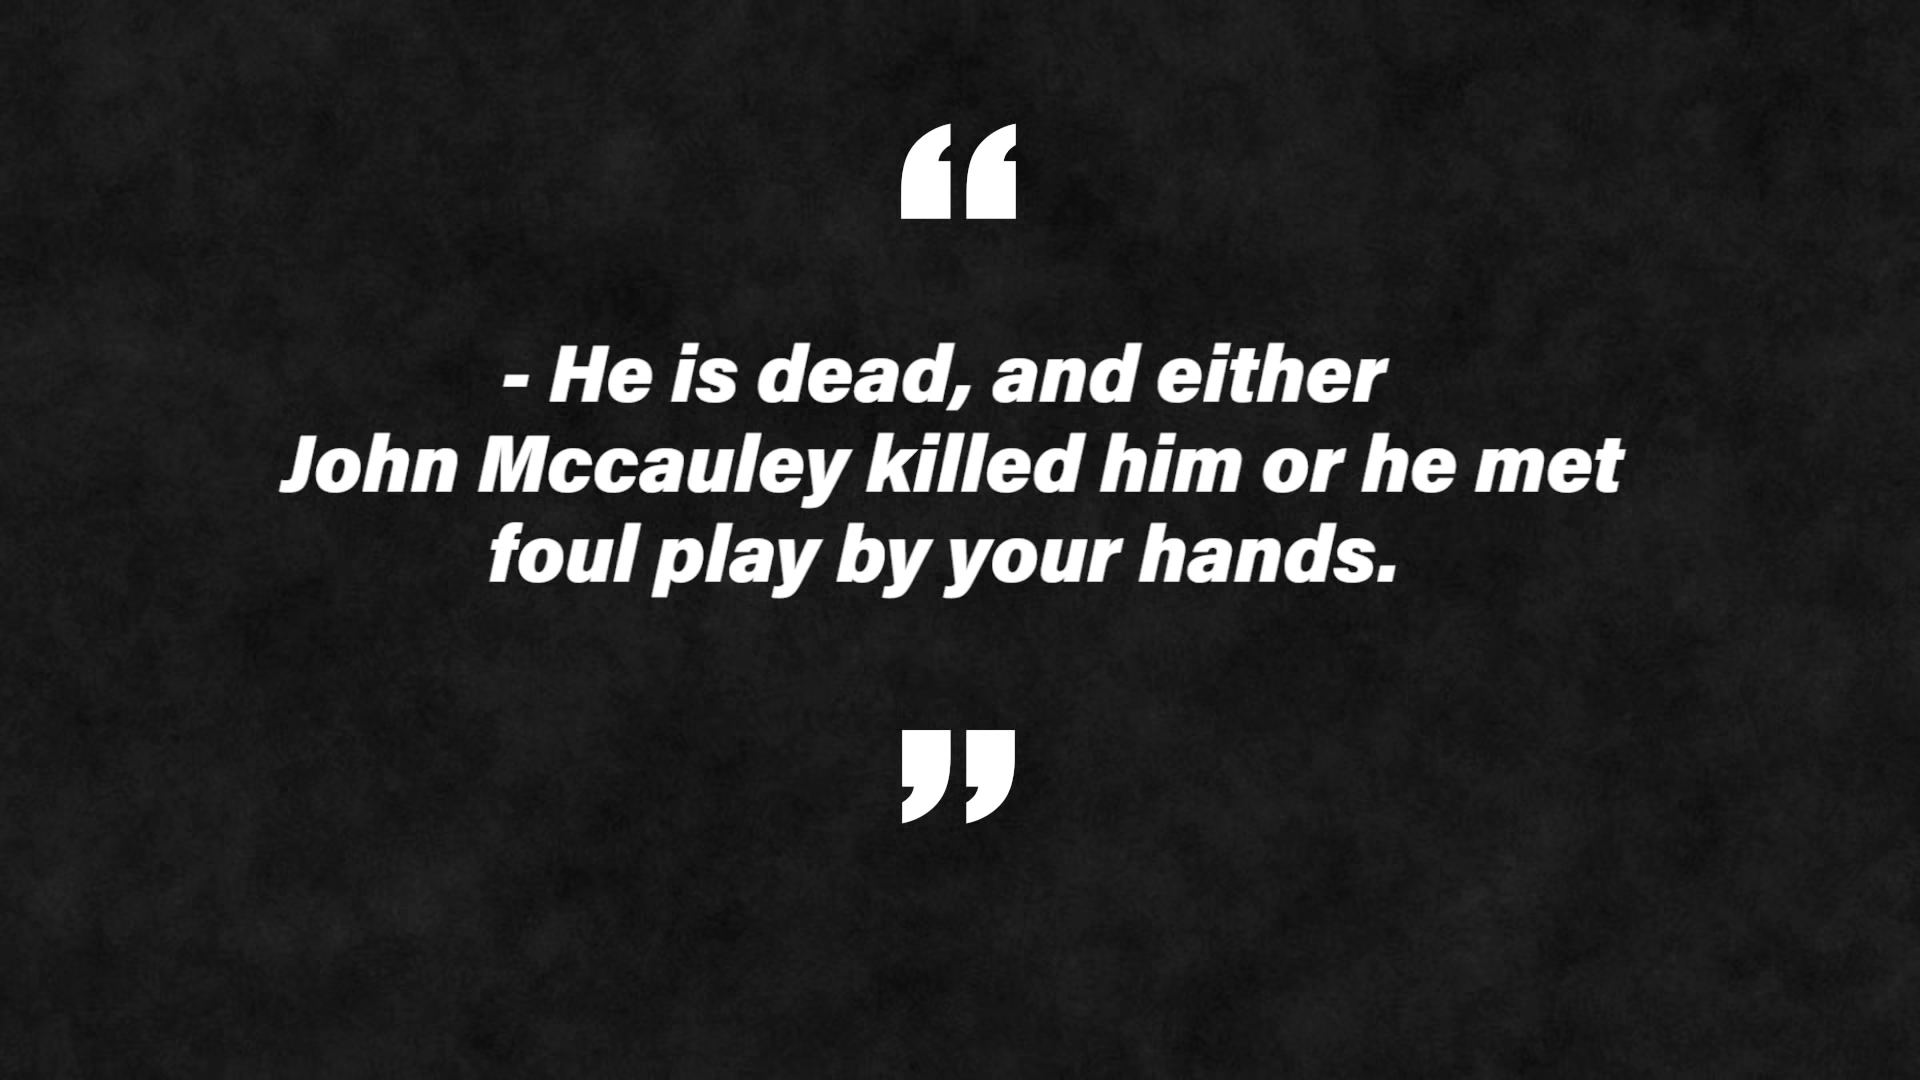 “
- He is dead, and either
John Mccauley killed him or he met
foul play by your hands.
”